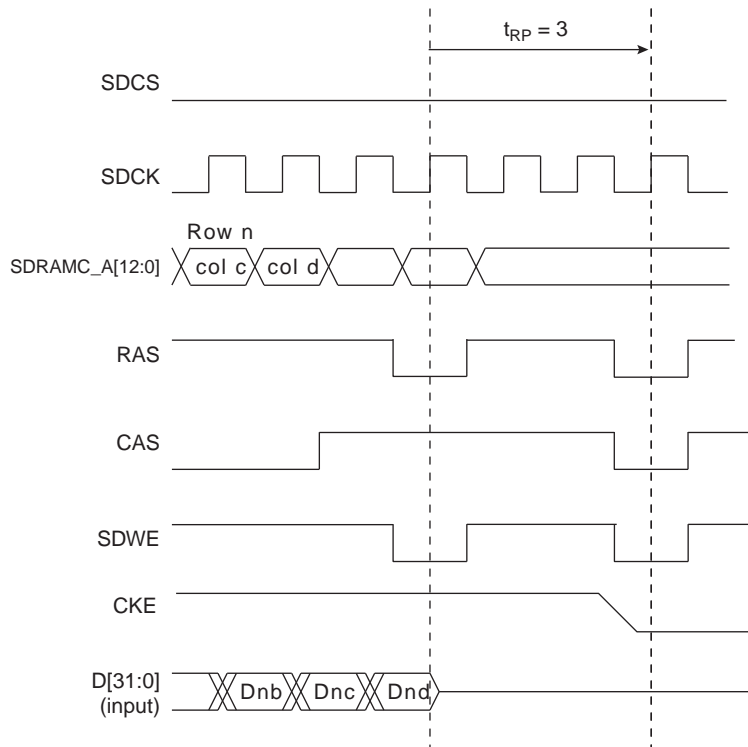 tRP = 3
SDCS
SDCK
Row n
SDRAMC_A[12:0]
col c
col d
RAS
CAS
SDWE
CKE
D[31:0]
(input)
Dnb
Dnc
Dnd